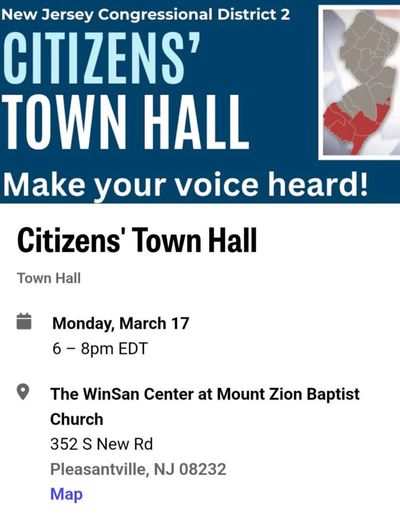 New Jersey Congressional District 2
CITIZENS’
TOWN HALL
Make your voice heard!
Citizens' Town Hall
Town Hall
Monday, March 17
6 – 8pm EDT
The WinSan Center at Mount Zion Baptist
Church
352 S New Rd
Pleasantville, NJ 08232
Map